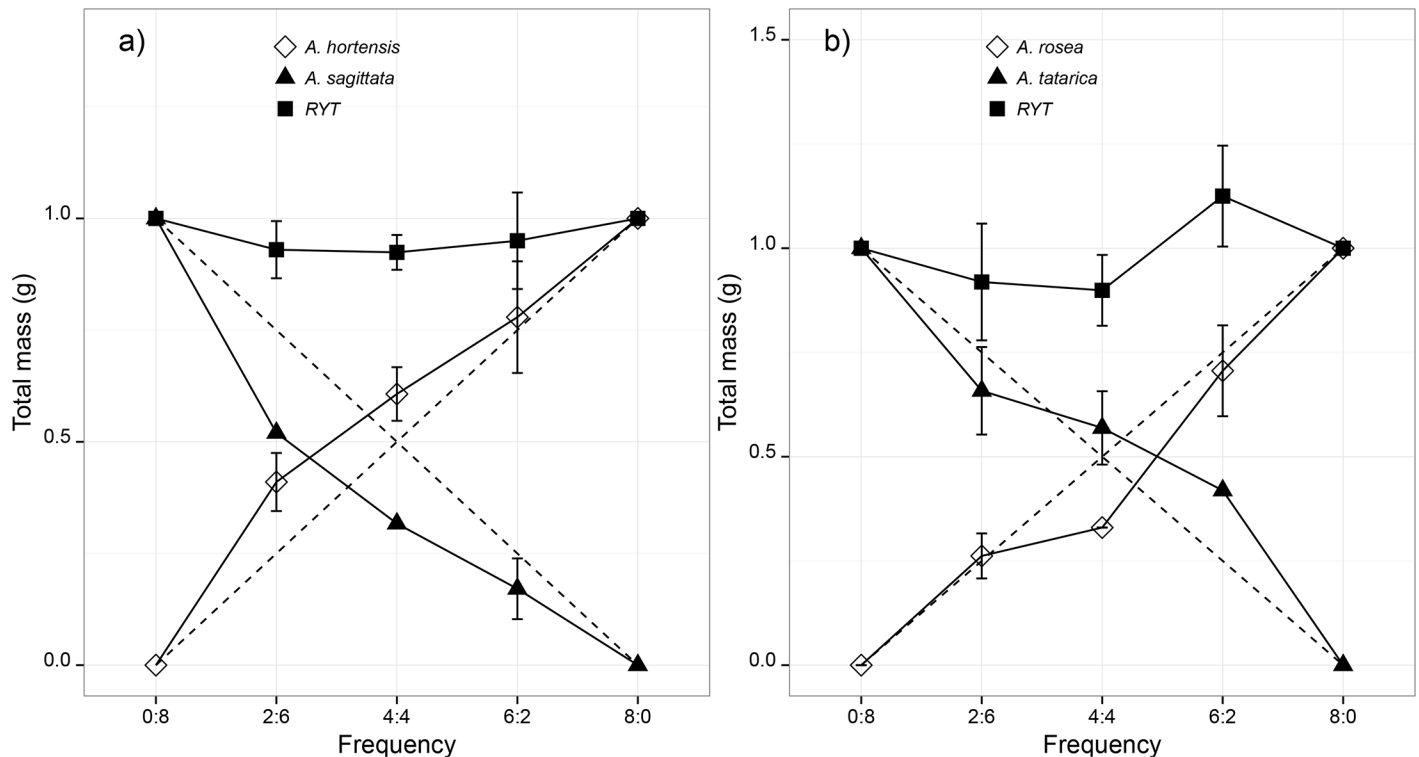 a)
A. hortensis
A. sagittata
RYT
1.0
0.5
0.0
Total mass (g)
0:8 2:6 4:4 6:2 8:0
Frequency
b)
A. rosea
A. tatarica
RYT
1.5
1.0
0.5
0.0
Total mass (g)
0:8 2:6 4:4 6:2 8:0
Frequency